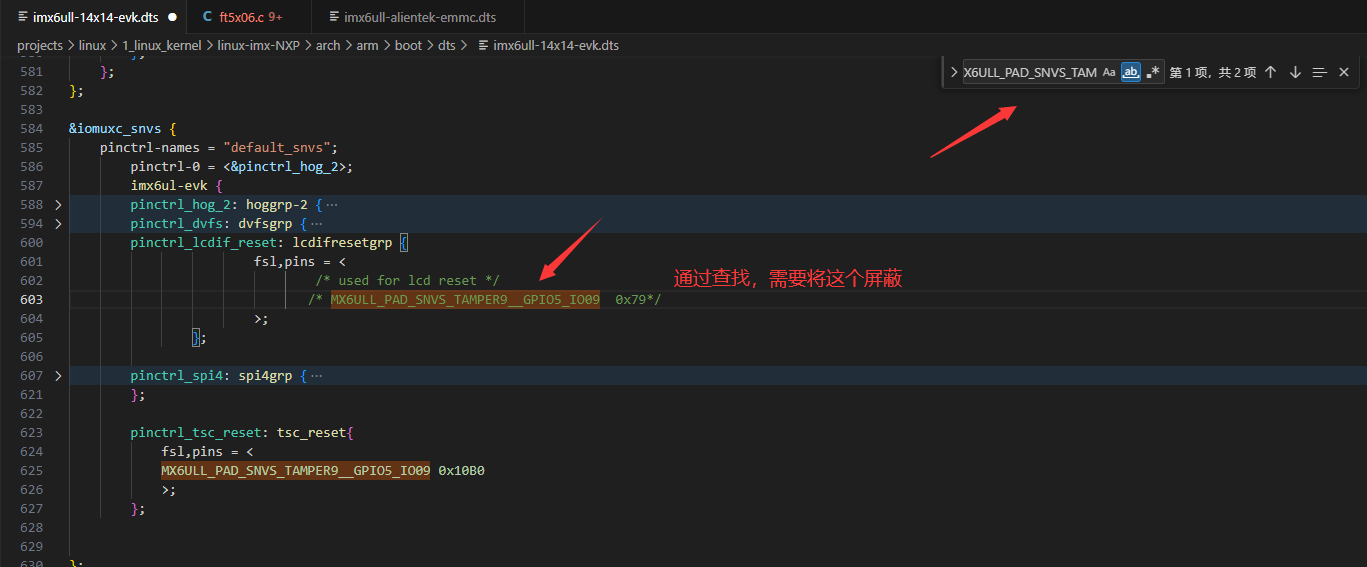 imx6ull-14x14-evk.dts ● C ft5x06.c 9+ imx6ull-alientek-emmc.dts
projects > linux > 1_linux_kernel > linux-imx-NXP > arch > arm > boot > dts > imx6ull-14x14-evk.dts
X6ULL_PAD_SNVS_TAM Aa ab .* 第 1 项，共 2 项
581 };
582 };
583
584 &iomuxc_snvs {
585 pinctrl-names = "default_snvs";
586 pinctrl-0 = <&pinctrl_hog_2>;
587 imx6ul-evk {
588 pinctrl_hog_2: hoggrp-2 { ···
594 pinctrl_dvfs: dvfsgrp { ···
600 pinctrl_lcdif_reset: lcdifresetgrp {
601 fsl,pins = <
602 /* used for lcd reset */
603 /* MX6ULL_PAD_SNVS_TAMPER9__GPIO5_IO09 0x79*/
通过查找，需要将这个屏蔽
604 >;
605 };
606
607 pinctrl_spi4: spi4grp { ···
621 };
622
623 pinctrl_tsc_reset: tsc_reset{
624 fsl,pins = <
625 MX6ULL_PAD_SNVS_TAMPER9__GPIO5_IO09 0x10B0
626 >;
627 };
628
629
630 };